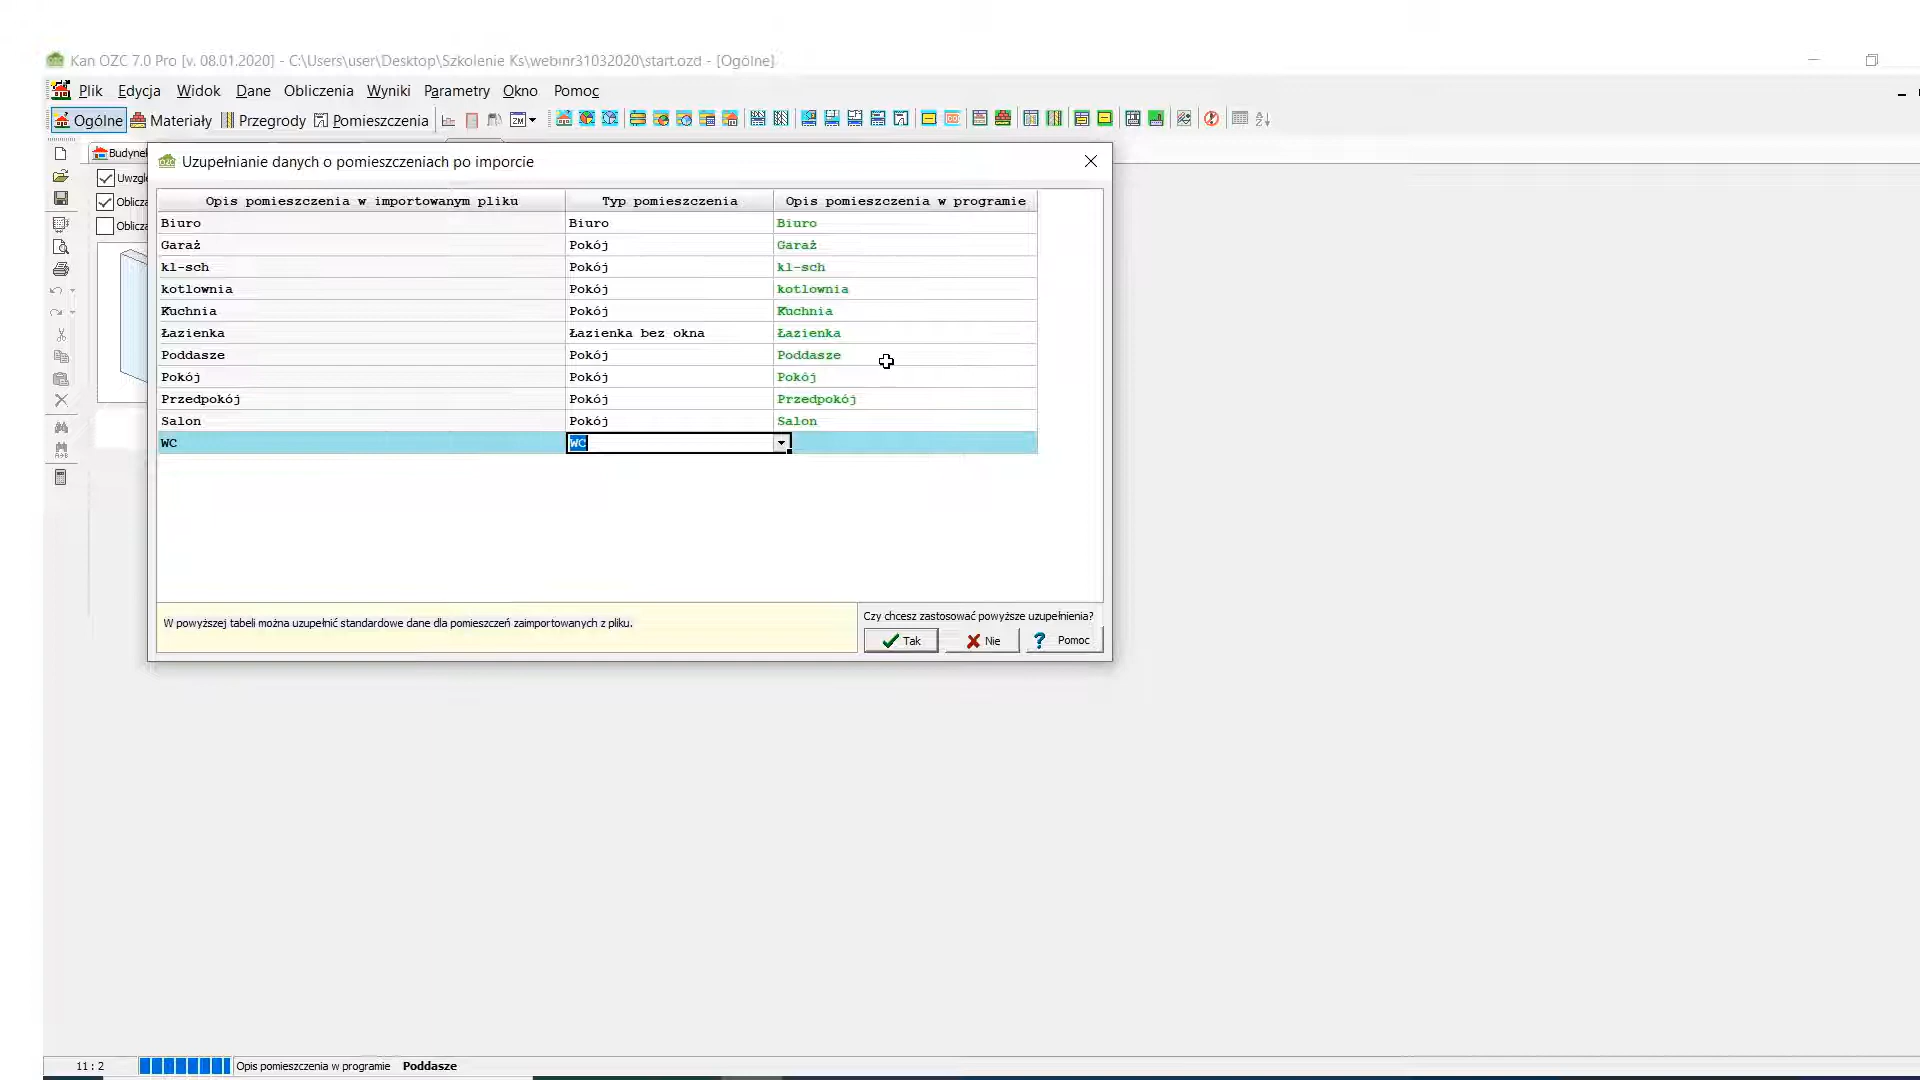 Kan OZC 7.0 Pro [v. 08.01.2020] - C:\Users\user\Desktop\Szkolenie Ks\webinr31032020\start.ozd - [Ogólne]
Plik Edycja Widok Dane Obliczenia Wyniki Parametry Okno Pomoc
Ogólne Materiały Przegrody Pomieszczenia ZM
Budynek
Uzupełnianie danych o pomieszczeniach po imporcie
Opis pomieszczenia w importowanym pliku Typ pomieszczenia Opis pomieszczenia w programie
Biuro Biuro Biuro
Garaż Pokój Garaż
kl-sch Pokój kl-sch
kotlownia Pokój kotlownia
Kuchnia Pokój Kuchnia
Łazienka Łazienka bez okna Łazienka
Poddasze Pokój Poddasze
Pokój Pokój Pokój
Przedpokój Pokój Przedpokój
Salon Pokój Salon
WC WC
W powyższej tabeli można uzupełnić standardowe dane dla pomieszczeń zaimportowanych z pliku.
Czy chcesz zastosować powyższe uzupełnienia?
Tak Nie Pomoc
11 : 2 Opis pomieszczenia w programie Poddasze